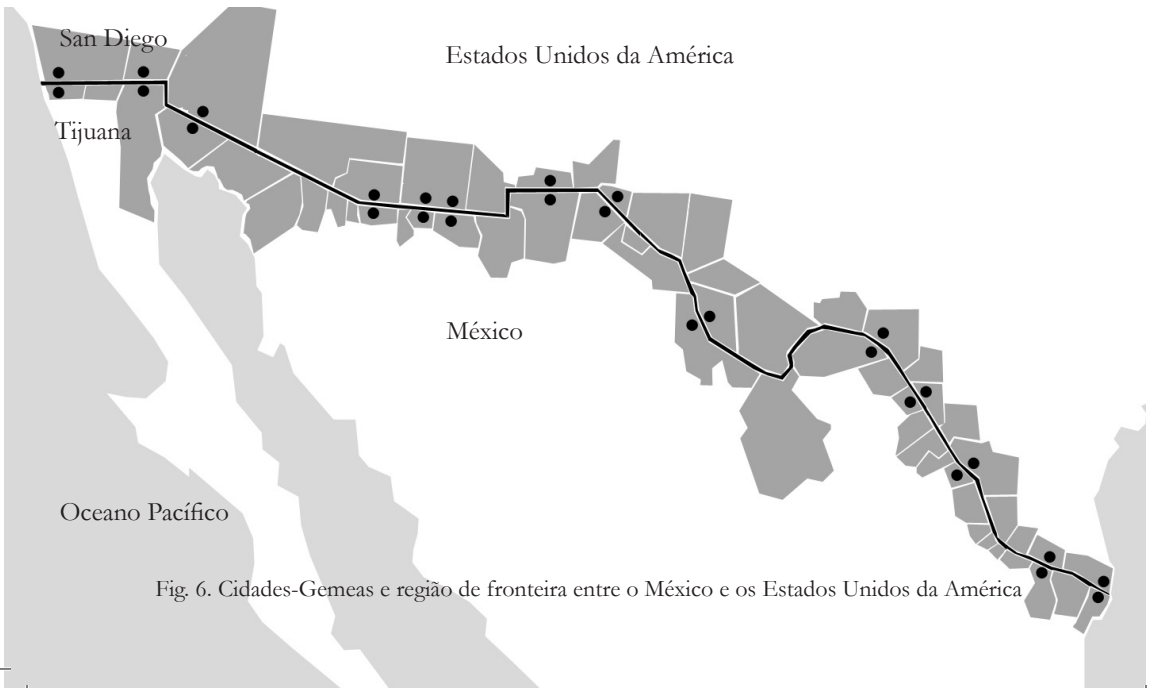 San Diego
Estados Unidos da América
Tijuana
México
Oceano Pacífico
Fig. 6. Cidades-Gemeas e região de fronteira entre o México e os Estados Unidos da América